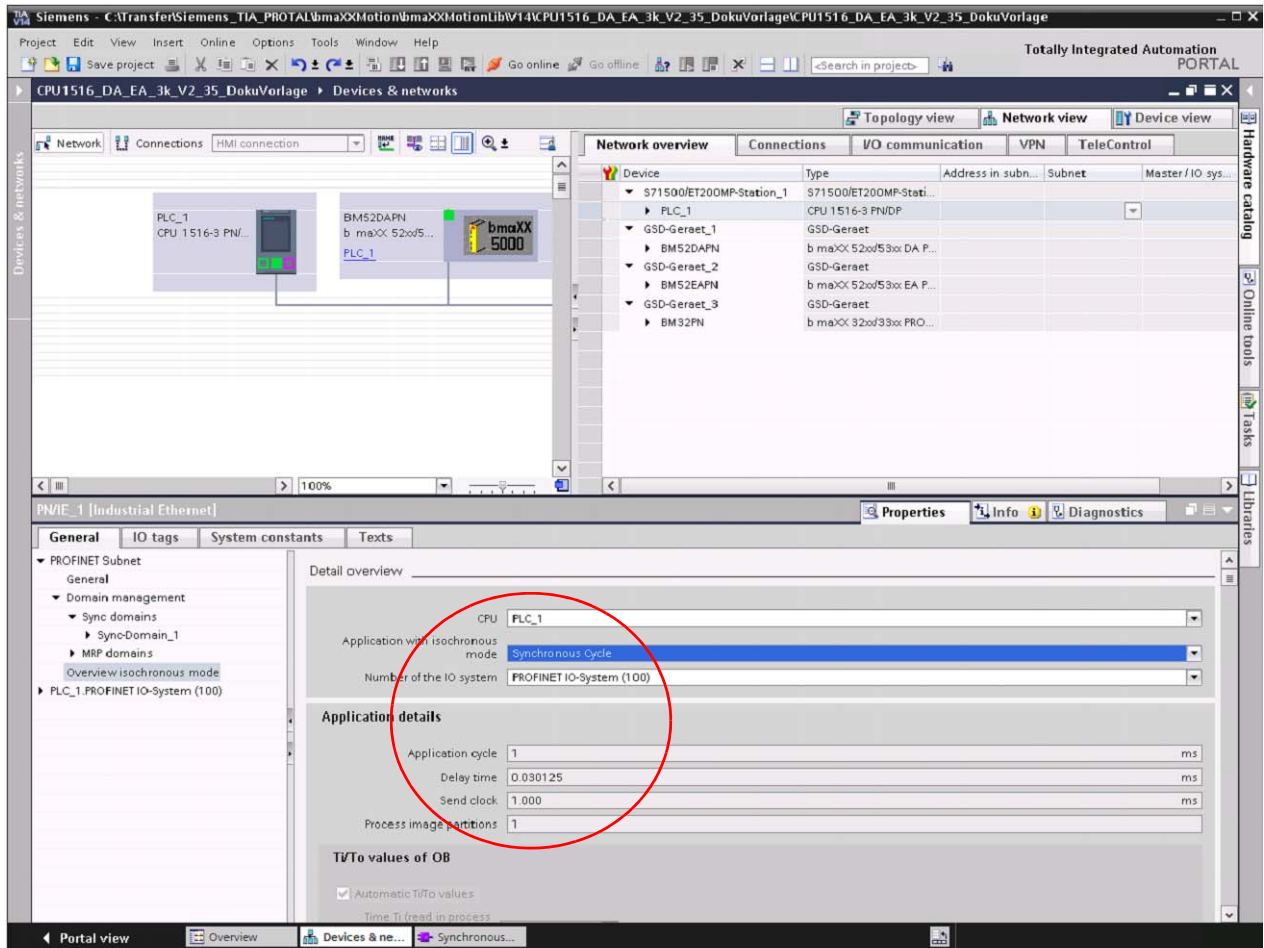 Siemens - C:\Transfer\Siemens_TIA_PROTAL\bmaXXMotion\bmaXXMotionLib\V14\CPU1516_DA_EA_3k_V2_35_DokuVorlage\CPU1516_DA_EA_3k_V2_35_DokuVorlage
Project Edit View Insert Online Options Tools Window Help
Totally Integrated Automation
PORTAL
Save project Go online Go offline <Search in project>
CPU1516_DA_EA_3k_V2_35_DokuVorlage Devices & networks
Topology view Network view Device view
Network Connections HMI connection
Network overview Connections I/O communication VPN TeleControl
Device Type Address in subn... Subnet Master / IO sys...
S71500/ET200MP-Station_1 S71500/ET200MP-Stati...
PLC_1 CPU 1516-3 PN/DP
GSD-Geraet_1 GSD-Geraet
BM52DAPN b maXX 52xx/53xx DA P...
GSD-Geraet_2 GSD-Geraet
BM52EAPN b maXX 52xx/53xx EA P...
GSD-Geraet_3 GSD-Geraet
BM32PN b maXX 32xx/33xx PRO...
PLC_1
CPU 1516-3 PN/...
BM52DAPN
b maXX 52xx/5...
PLC_1
bmaXX
5000
100%
Devices & networks
Hardware catalog
Online tools
Tasks
Libraries
PN/IE_1 [Industrial Ethernet]
Properties Info Diagnostics
General IO tags System constants Texts
PROFINET Subnet
General
Domain management
Sync domains
Sync-Domain_1
MRP domains
Overview isochronous mode
PLC_1.PROFINET IO-System (100)
Detail overview
CPU PLC_1
Application with isochronous
mode Synchronous Cycle
Number of the IO system PROFINET IO-System (100)
Application details
Application cycle 1 ms
Delay time 0.030125 ms
Send clock 1.000 ms
Process image partitions 1
Ti/To values of OB
Automatic Ti/To values
Time Ti (read in process
Portal view Overview Devices & ne... Synchronous...